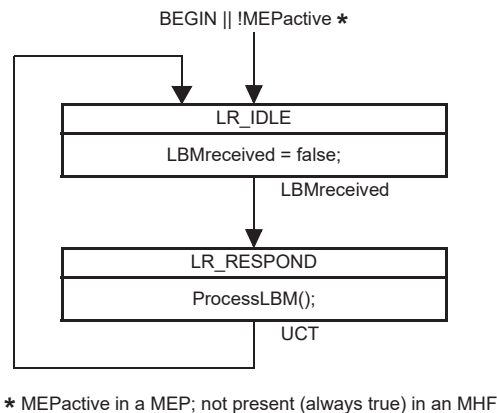 BEGIN || !MEPactive *
LR_IDLE
LBMreceived = false;
LBMreceived
LR_RESPOND
ProcessLBM();
UCT
* MEPactive in a MEP; not present (always true) in an MHF